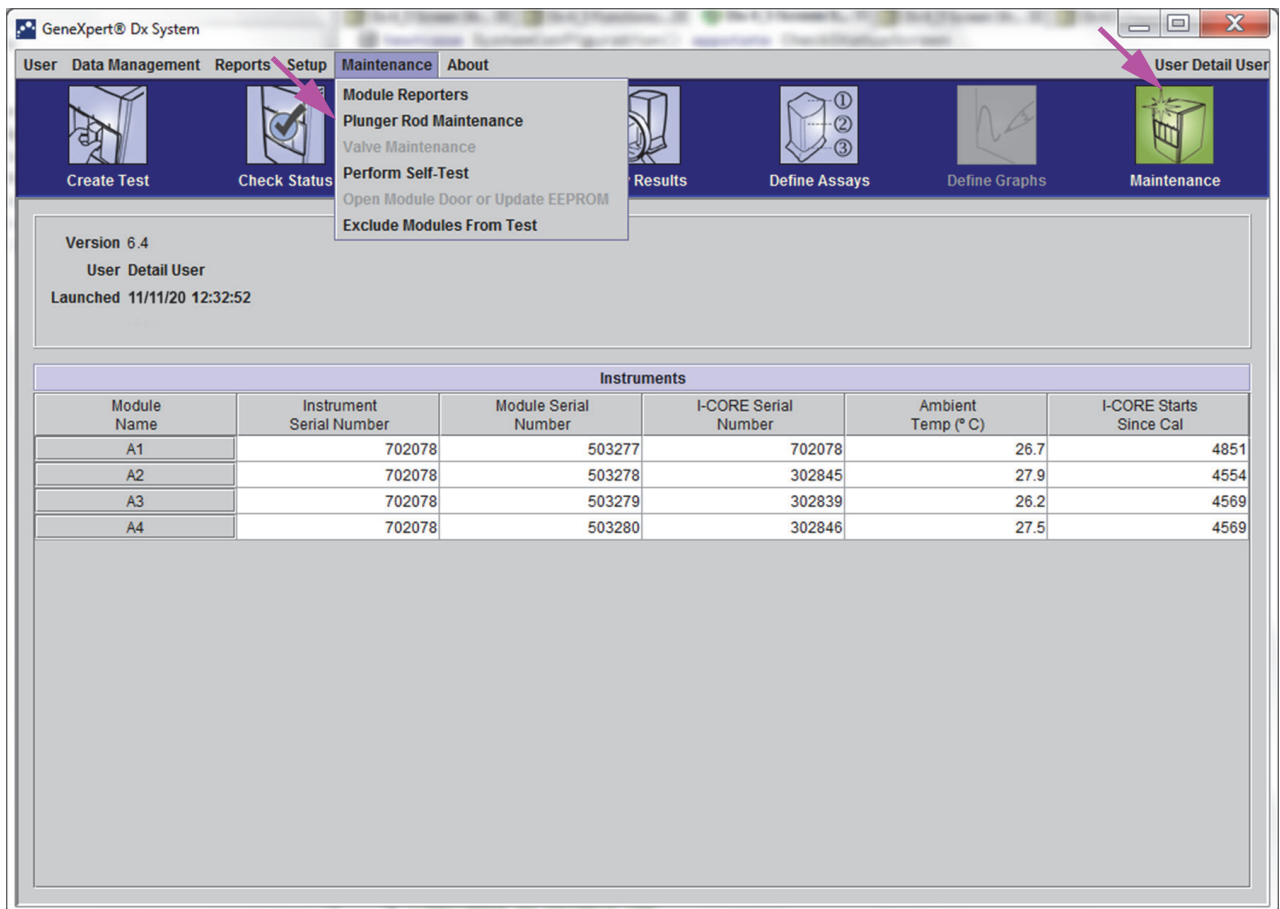 GeneXpert® Dx System
User Data Management Reports Setup Maintenance About User Detail User
Module Reporters
Plunger Rod Maintenance
Valve Maintenance
Perform Self-Test
Open Module Door or Update EEPROM
Exclude Modules From Test
1
2
3
Create Test Check Status Results Define Assays Define Graphs Maintenance
Version 6.4
User Detail User
Launched 11/11/20 12:32:52
Instruments
Module Name Instrument Serial Number Module Serial Number I-CORE Serial Number Ambient Temp (º C) I-CORE Starts Since Cal
A1 702078 503277 702078 26.7 4851
A2 702078 503278 302845 27.9 4554
A3 702078 503279 302839 26.2 4569
A4 702078 503280 302846 27.5 4569